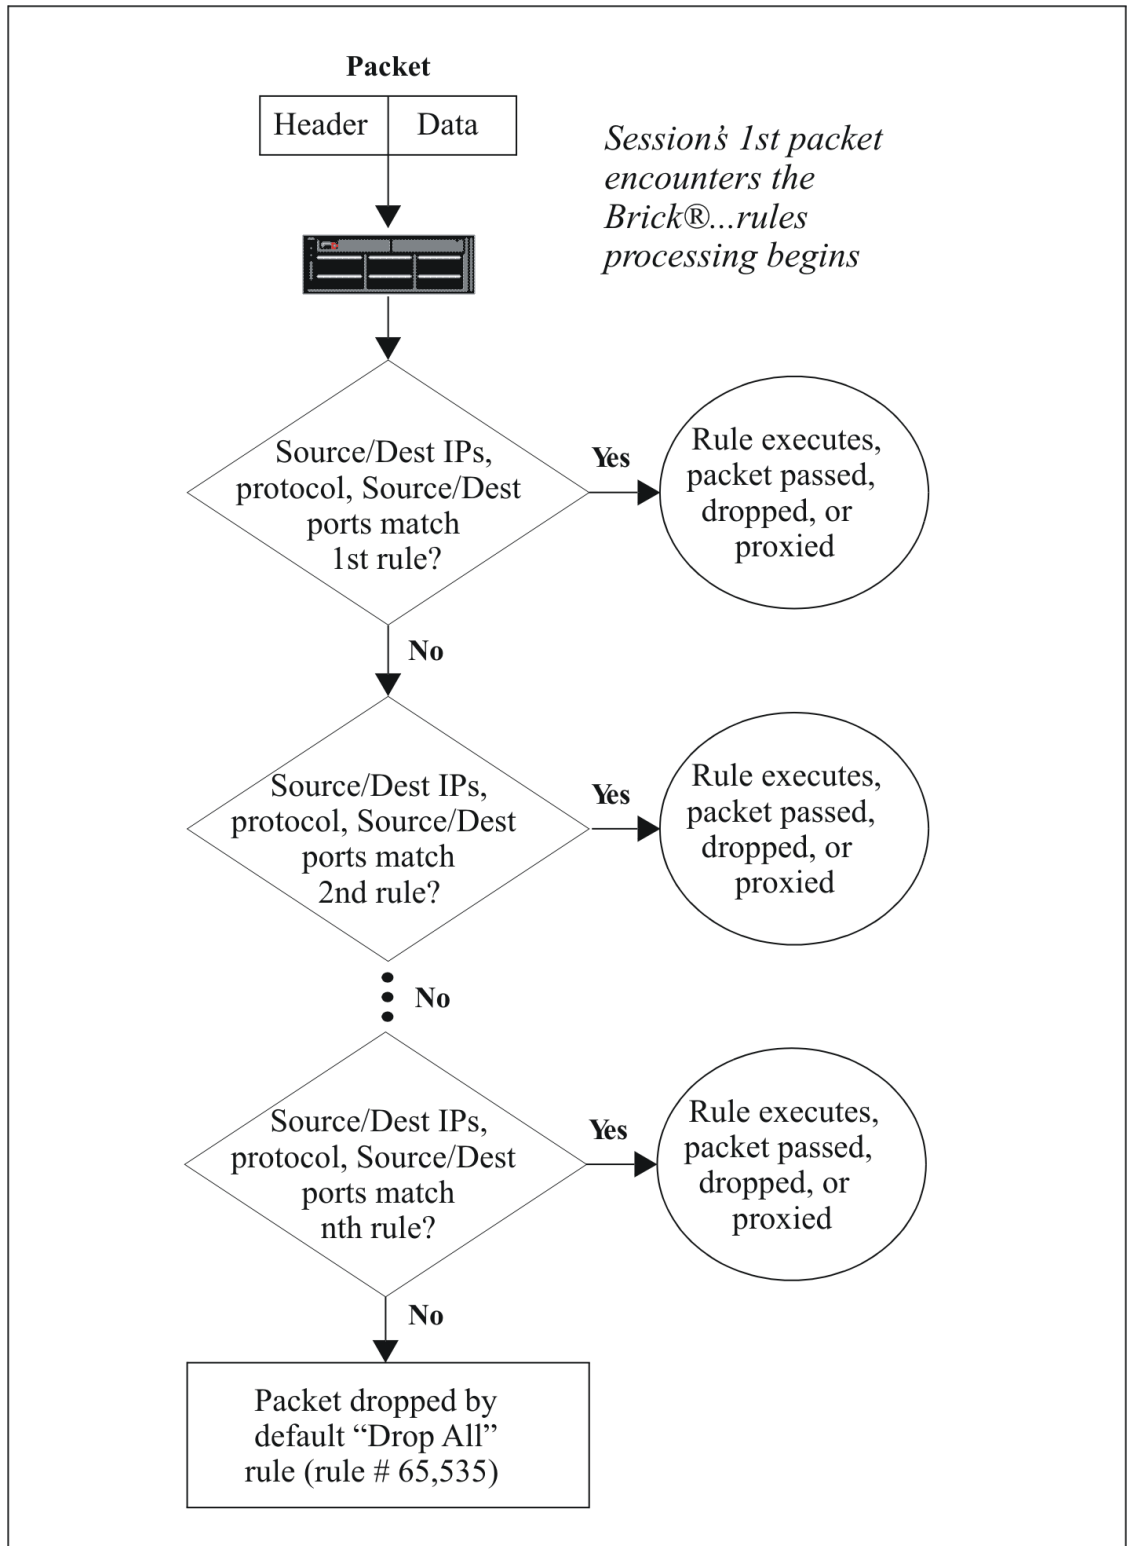 Packet
Header
Data
Session's 1st packet
encounters the
Brick®...rules
processing begins
Source/Dest IPs,
protocol, Source/Dest
ports match
1st rule?
Yes
Rule executes,
packet passed,
dropped, or
proxied
No
Source/Dest IPs,
protocol, Source/Dest
ports match
2nd rule?
Yes
Rule executes,
packet passed,
dropped, or
proxied
No
Source/Dest IPs,
protocol, Source/Dest
ports match
nth rule?
Yes
Rule executes,
packet passed,
dropped, or
proxied
No
Packet dropped by
default “Drop All”
rule (rule # 65,535)